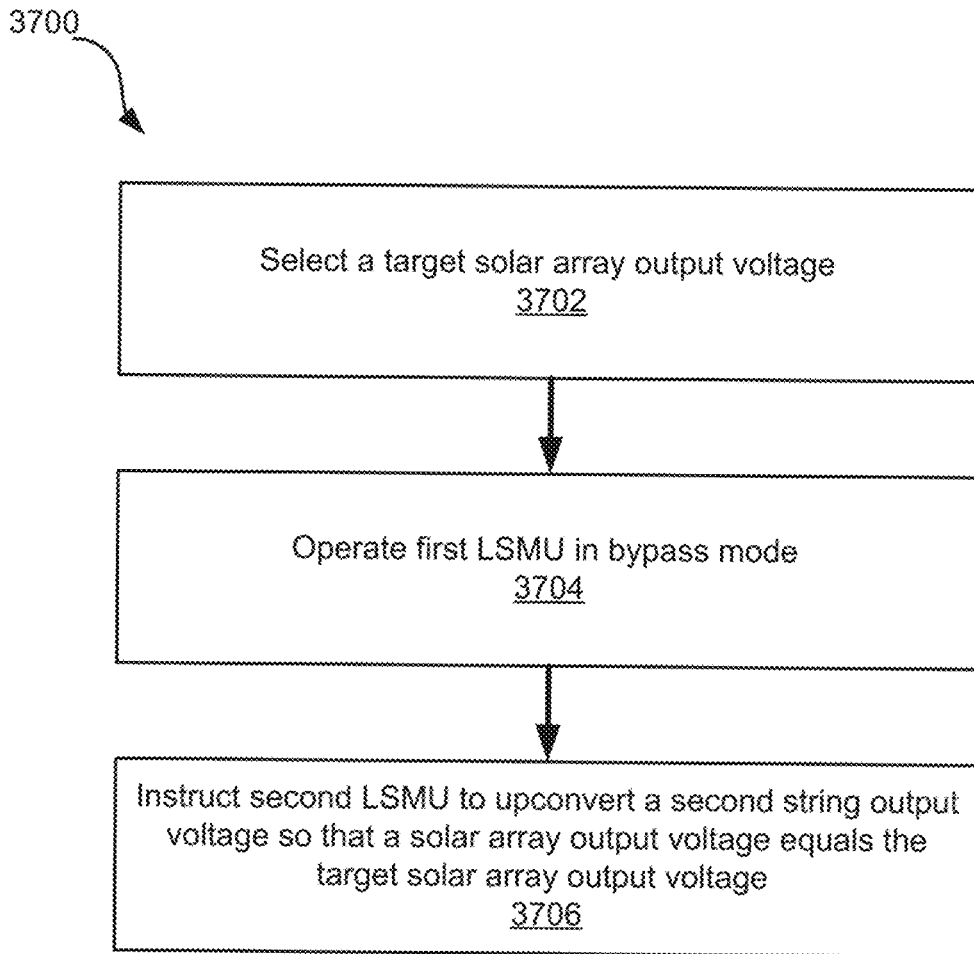 3700
Select a target solar array output voltage
3702
Operate first LSMU in bypass mode
3704
Instruct second LSMU to upconvert a second string output
voltage so that a solar array output voltage equals the
target solar array output voltage
3706